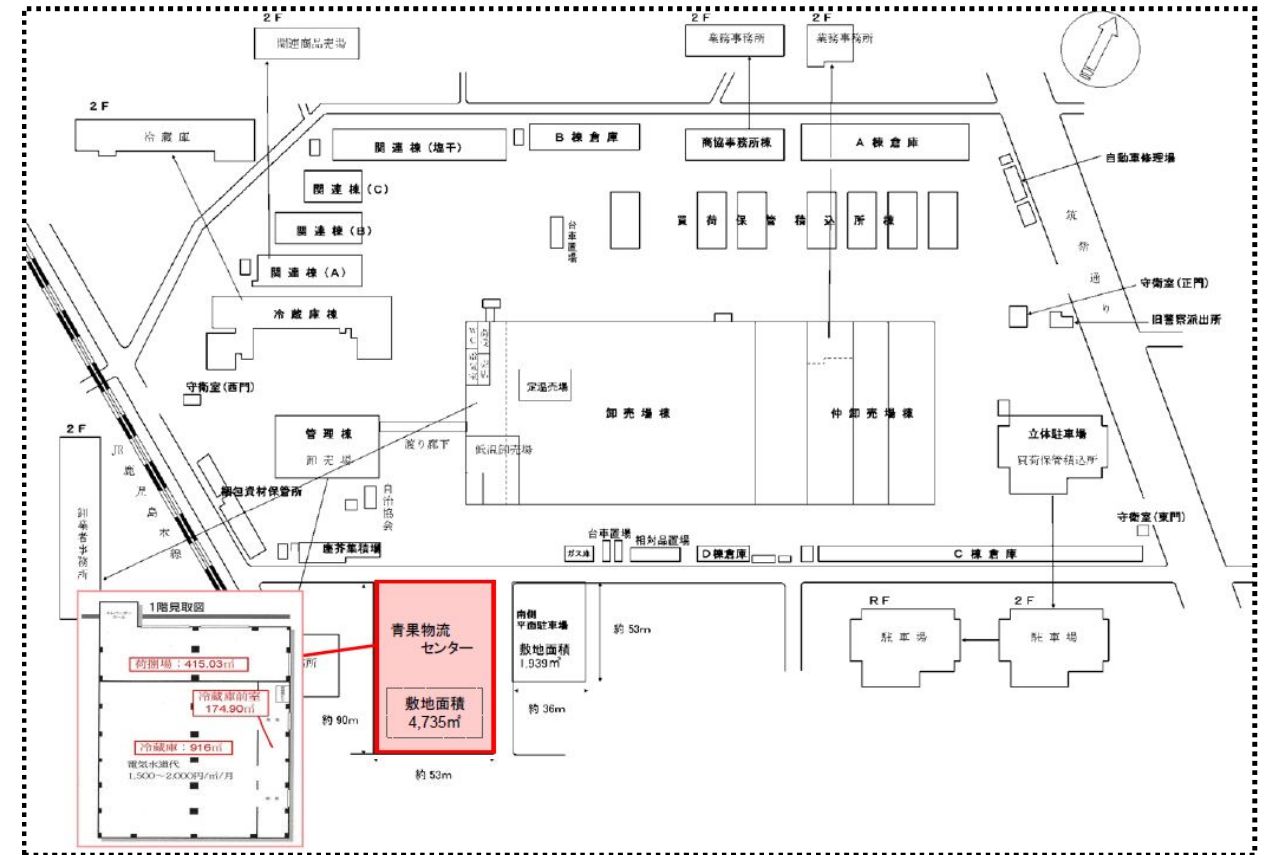 2F
関連商品売場
2F
業務事務所
2F
業務事務所
2F
冷蔵庫
関連棟(塩干)
B棟倉庫
商協事務所棟
A棟倉庫
自動車修理場
関連棟(C)
関連棟(B)
関連棟(A)
台車置場
買荷保管積込所棟
筑紫通り
守衛室(正門)
旧警察派出所
冷蔵庫棟
守衛室(西門)
定温売場
卸売場棟
仲卸売場棟
管理棟
卸売場
渡り廊下
低温卸売場
立体駐車場
買荷保管積込所
2F
卸業者事務所
JR鹿児島本線
梱包資材保管所
自治協会
塵芥集積場
守衛室(東門)
台車置場
相対品置場
ガス庫
D棟倉庫
C棟倉庫
1階見取図
荷捌場:415.03㎡
冷蔵庫前室
174.90㎡
冷蔵庫:916㎡
電気水道代
1,500～2,000円/㎡/月
所
約90m
青果物流
センター
敷地面積
4,735㎡
約53m
南側
平面駐車場
敷地面積
1,939㎡
約53m
約36m
RF
駐車場
2F
駐車場